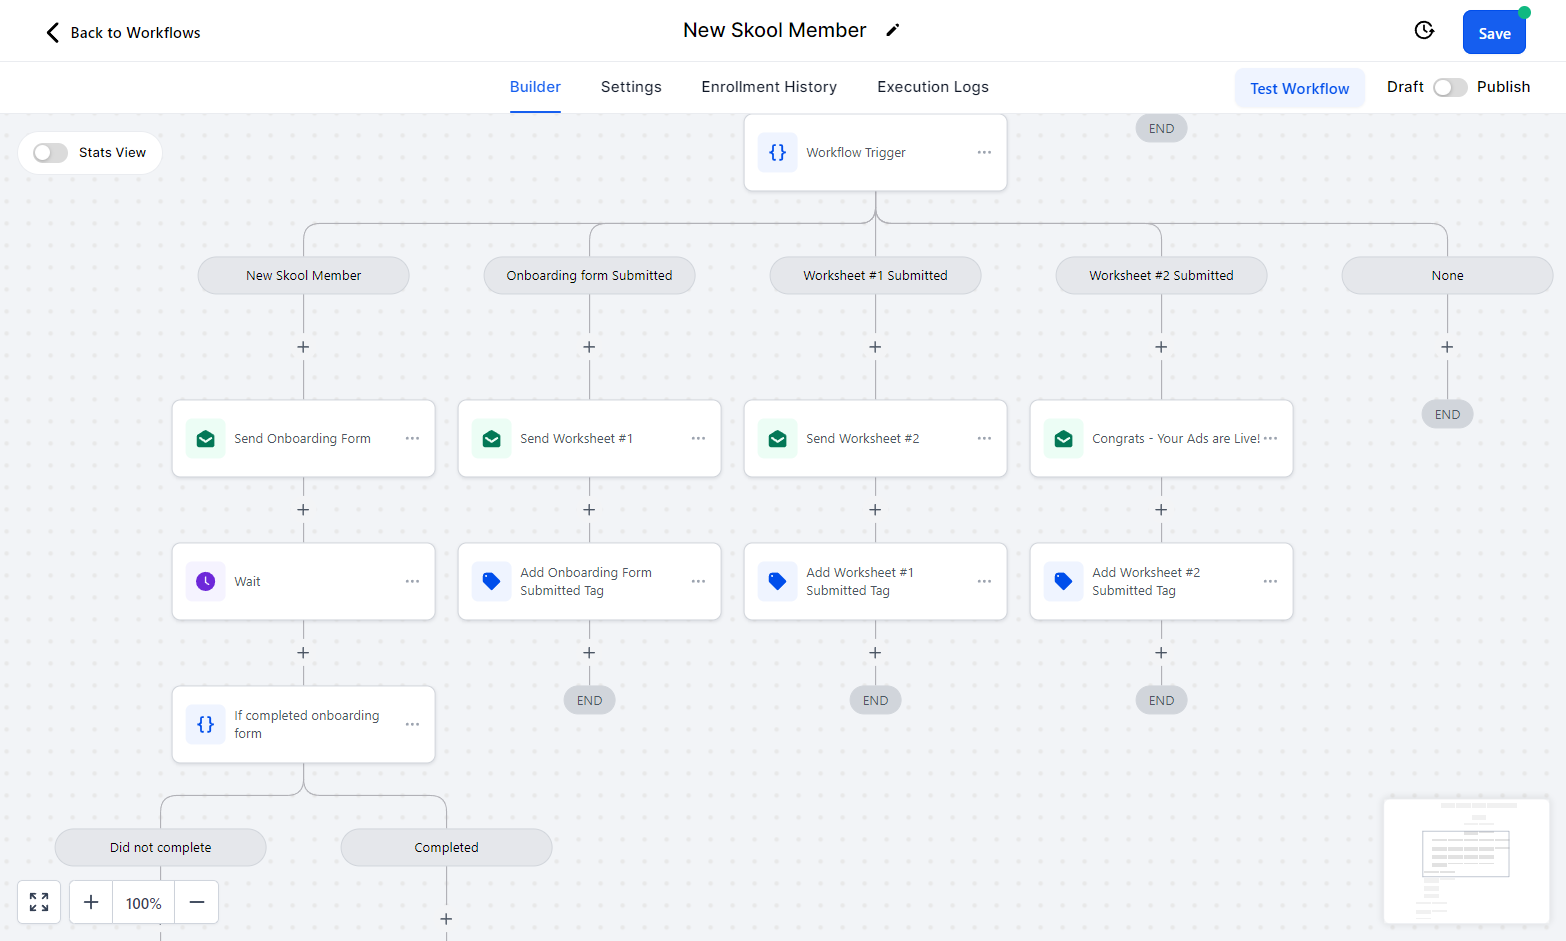 Back to Workflows
New Skool Member
Save
Builder
Settings
Enrollment History
Execution Logs
Test Workflow
Draft
Publish
Stats View
Workflow Trigger
END
New Skool Member
Onboarding form Submitted
Worksheet #1 Submitted
Worksheet #2 Submitted
None
Send Onboarding Form
Send Worksheet #1
Send Worksheet #2
Congrats - Your Ads are Live!
END
Wait
Add Onboarding Form
Submitted Tag
Add Worksheet #1
Submitted Tag
Add Worksheet #2
Submitted Tag
END
END
END
If completed onboarding
form
Did not complete
Completed
100%